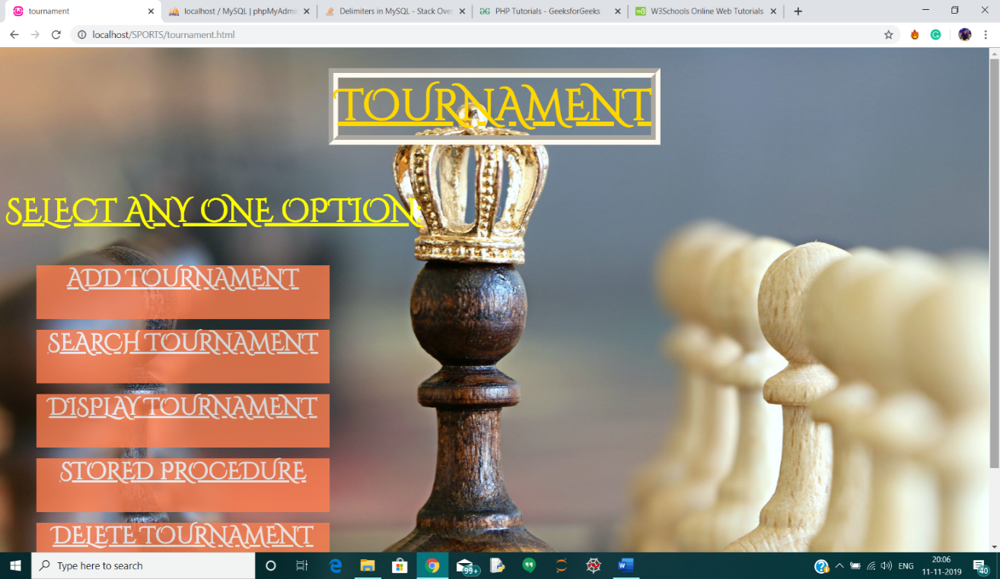 tournament
localhost / MySQL | phpMyAdmi
Delimiters in MySQL - Stack Over
PHP Tutorials - GeeksforGeeks
W3Schools Online Web Tutorials
localhost/SPORTS/tournament.html
TOURNAMENT
SELECT ANY ONE OPTION:
ADD TOURNAMENT
SEARCH TOURNAMENT
DISPLAY TOURNAMENT
STORED PROCEDURE
DELETE TOURNAMENT
Type here to search
99+
ENG
20:06
11-11-2019
40